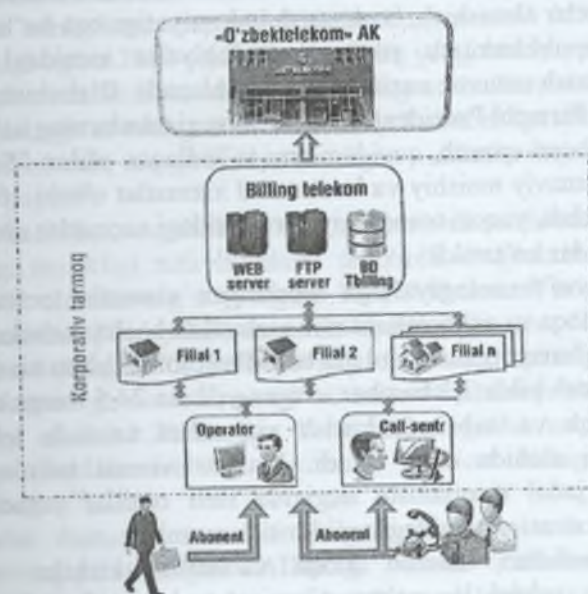 «O'zbektelekom» AK
Billing telekom
WEB
server
FTP
server
BD
Tbilling
Korporativ tarmoq
Filial 1
Filial 2
Filial n
Operator
Call-sentr
Abonent
Abonent